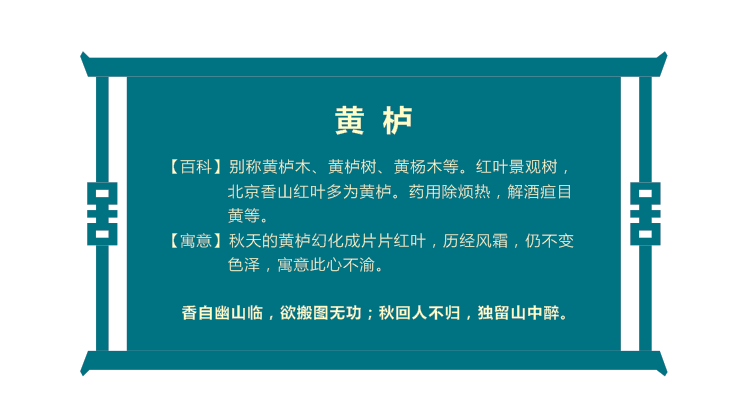 黄 栌
【百科】别称黄栌木、黄栌树、黄杨木等。红叶景观树，
北京香山红叶多为黄栌。药用除烦热，解酒疸目
黄等。
【寓意】秋天的黄栌幻化成片片红叶，历经风霜，仍不变
色泽，寓意此心不渝。
香自幽山临，欲搬图无功；秋回人不归，独留山中醉。